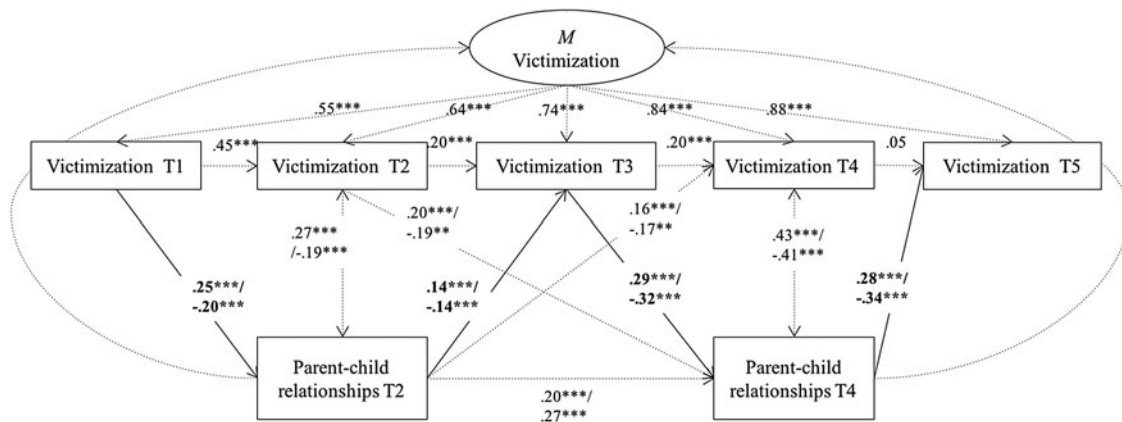 M
Victimization
.55***
.64***
.74***
.84***
.88***
Victimization T1
.45***
Victimization T2
.20***
Victimization T3
.20***
Victimization T4
.05
Victimization T5
.27***
/-.19***
.20***/
-.19**
.16***/
-.17**
.43***/
-.41***
.25***/
-.20***
.14***/
-.14***
.29***/
-.32***
.28***/
-.34***
Parent-child
relationships T2
Parent-child
relationships T4
.20***/
.27***